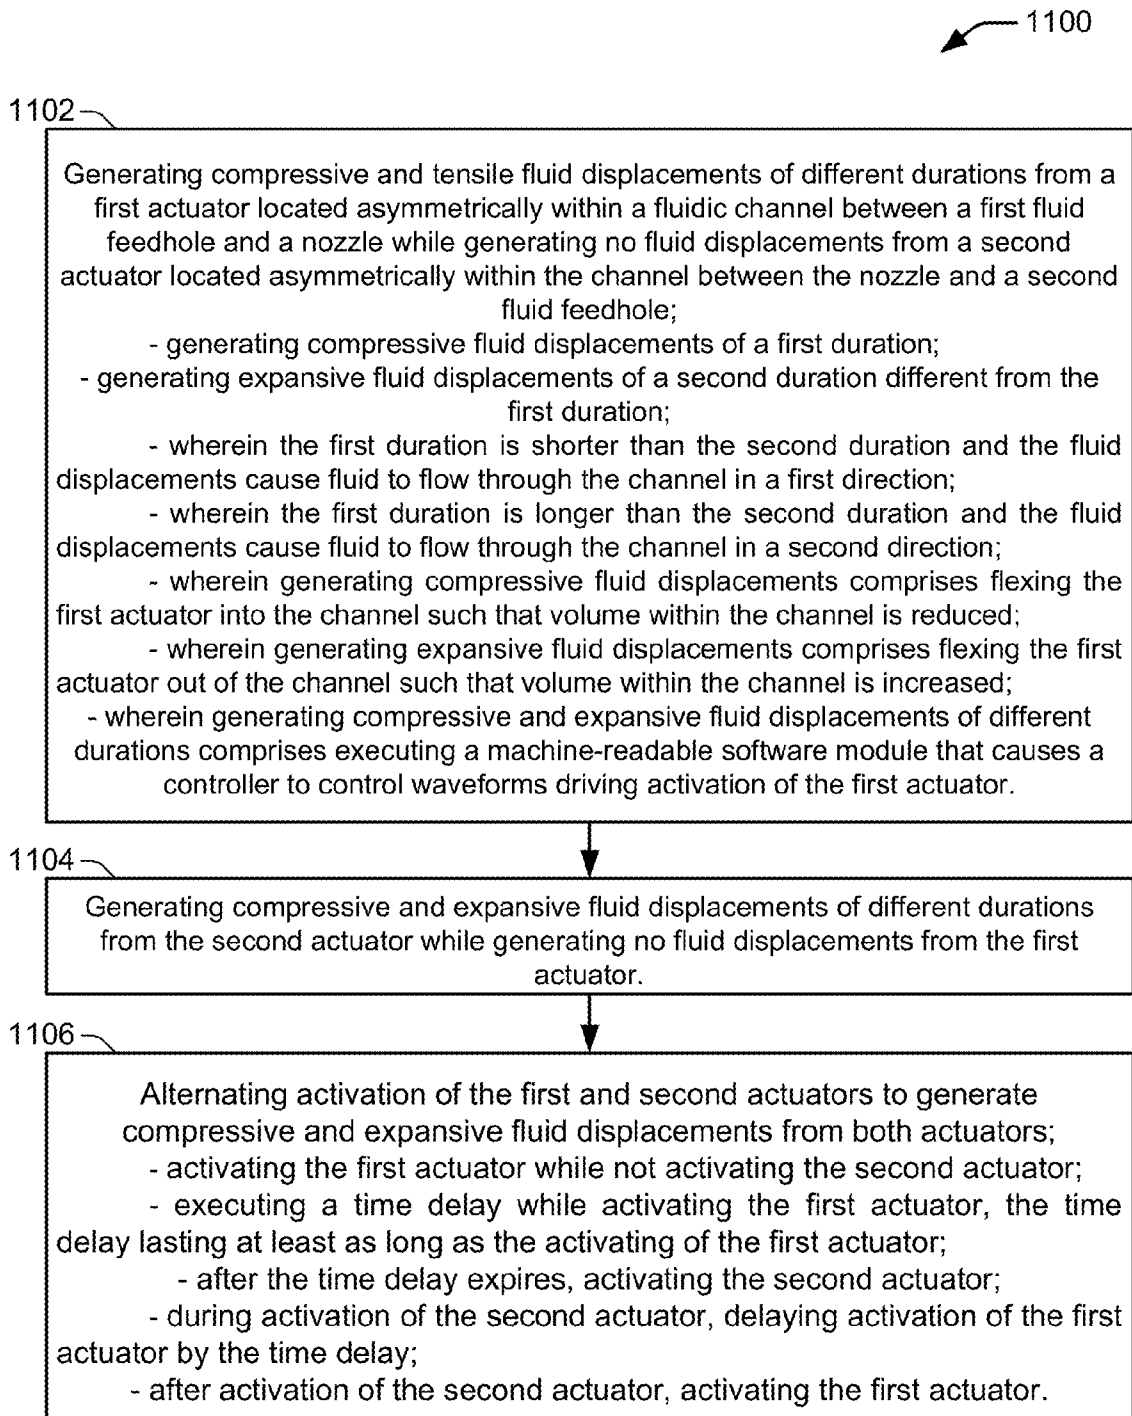 1100
1102
Generating compressive and tensile fluid displacements of different durations from a
first actuator located asymmetrically within a fluidic channel between a first fluid
feedhole and a nozzle while generating no fluid displacements from a second
actuator located asymmetrically within the channel between the nozzle and a second
fluid feedhole;
- generating compressive fluid displacements of a first duration;
- generating expansive fluid displacements of a second duration different from the
first duration;
- wherein the first duration is shorter than the second duration and the fluid
displacements cause fluid to flow through the channel in a first direction;
- wherein the first duration is longer than the second duration and the fluid
displacements cause fluid to flow through the channel in a second direction;
- wherein generating compressive fluid displacements comprises flexing the
first actuator into the channel such that volume within the channel is reduced;
- wherein generating expansive fluid displacements comprises flexing the first
actuator out of the channel such that volume within the channel is increased;
- wherein generating compressive and expansive fluid displacements of different
durations comprises executing a machine-readable software module that causes a
controller to control waveforms driving activation of the first actuator.
1104
Generating compressive and expansive fluid displacements of different durations
from the second actuator while generating no fluid displacements from the first
actuator.
1106
Alternating activation of the first and second actuators to generate
compressive and expansive fluid displacements from both actuators;
- activating the first actuator while not activating the second actuator;
- executing a time delay while activating the first actuator, the time
delay lasting at least as long as the activating of the first actuator;
- after the time delay expires, activating the second actuator;
- during activation of the second actuator, delaying activation of the first
actuator by the time delay;
- after activation of the second actuator, activating the first actuator.